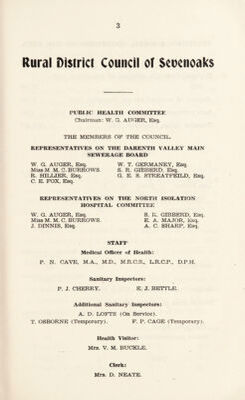 3
Rural District Council of Sevenoaks
PUBLIC HEALTH COMMITTEE
Chairman: W. G. AUGER, Esq.
THE MEMBERS OF THE COUNCIL.
REPRESENTATIVES ON THE DARENTH VALLEY MAIN
SEWERAGE BOARD
W. G. AUGER, Esq. W. T. GERMANEY, Esq.
Miss M. M. C. BURROWS. S. R. GIBBERD, Esq.
R. HILLIER, Esq. G. E. S. STREATFEILD, Esq.
C. E. FOX, Esq.
REPRESENTATIVES ON THE NORTH ISOLATION
HOSPITAL COMMITTEE
W. G. AUGER, Esq. S. R. GIBBERD, Esq.
Miss M. M. C. BURROWS. E. A. MAJOR, Esq.
J. DINNIS, Esq. A. C. SHARP, Esq.
STAFF
Medical Officer of Health:
P. N. CAVE, M.A., M.D., M.R.C.S., L.R.C.P., D.P.H.
Sanitary Inspectors:
P. J. CHERRY. E. J. BETTLE.
Additional Sanitary Inspectors:
A. D. LOFTS (On Service).
T. OSBORNE (Temporary). F. P. CAGE (Temporary).
Health Visitor:
Mrs. V. M. BUCKLE.
Clerk:
Mrs. D. NEATE.